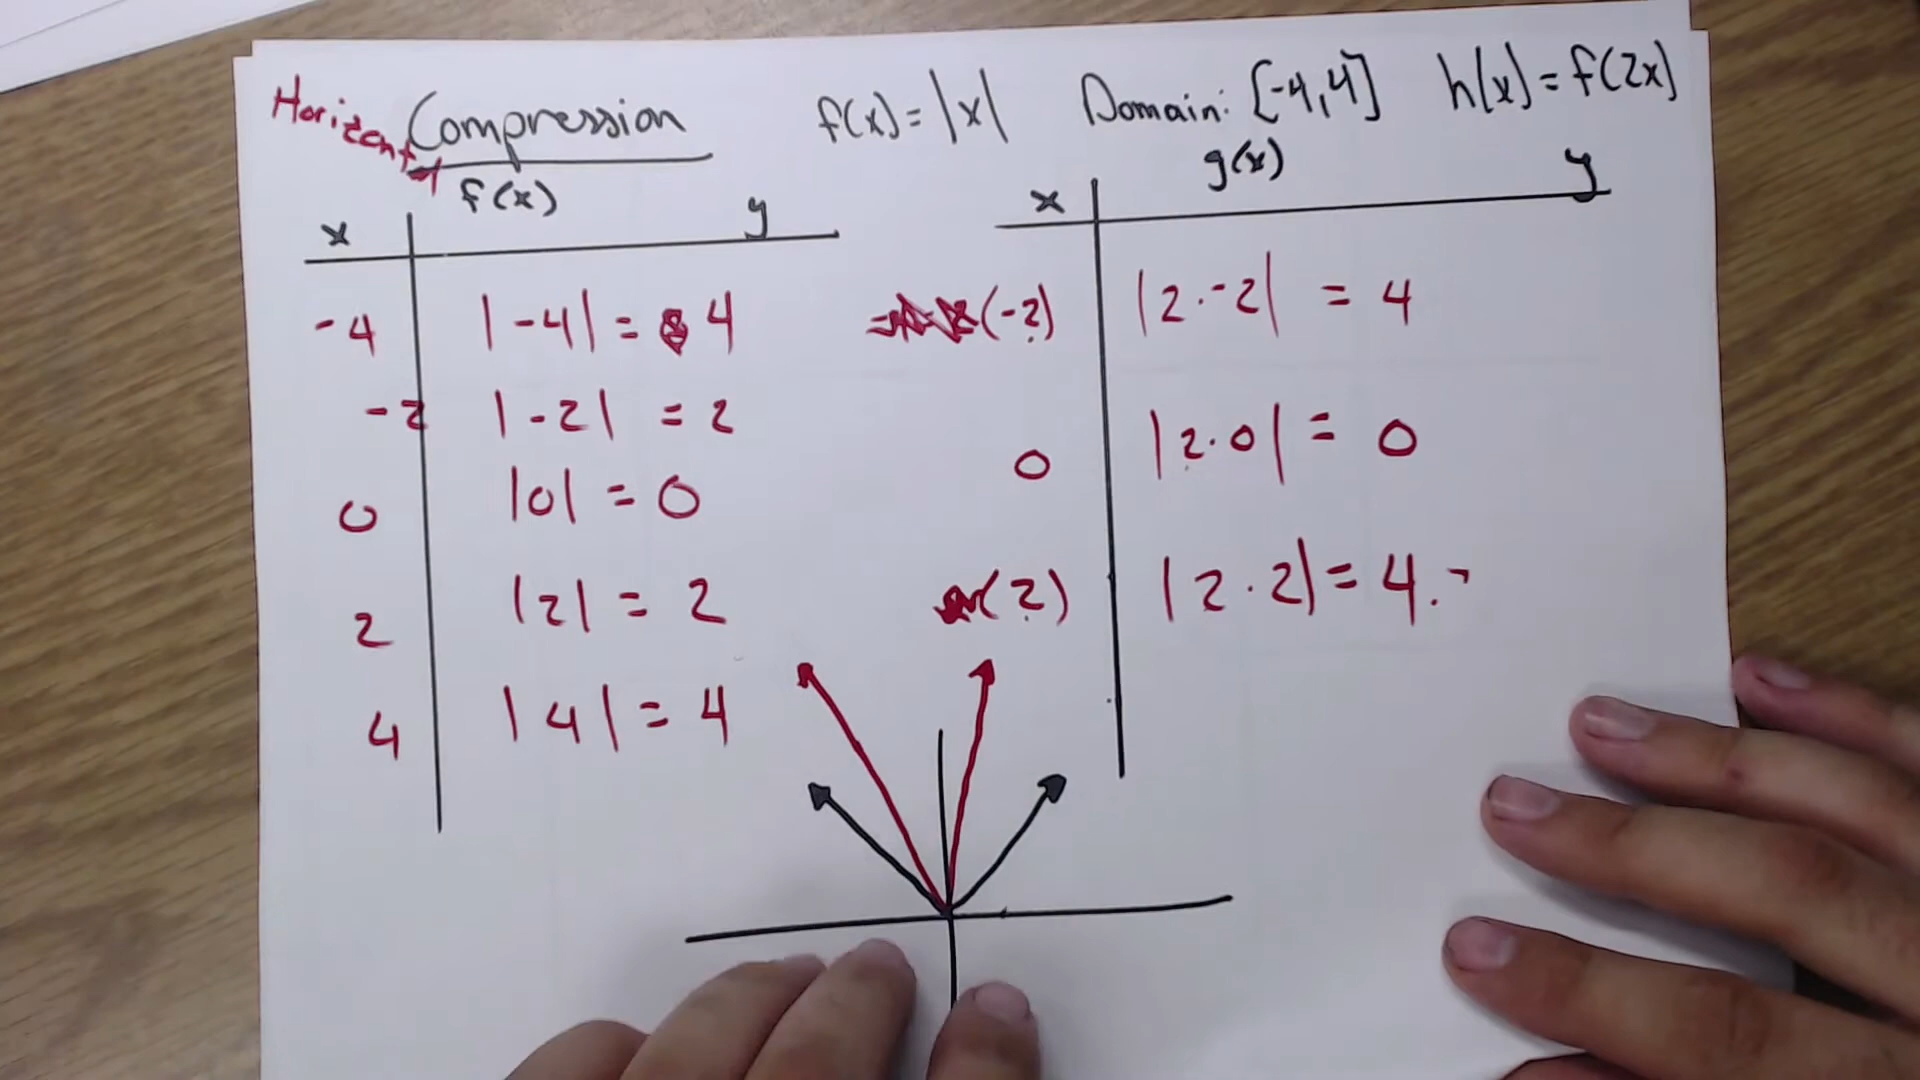 Horizontal Compression f(x) = |x| Domain: [-4,4] h(x) = f(2x)
x f(x) y
-4 |-4| = 4
-2 |-2| = 2
0 |0| = 0
2 |2| = 2
4 |4| = 4
x g(x) y
(-2) |2·-2| = 4
0 |2·0| = 0
(2) |2·2| = 4.